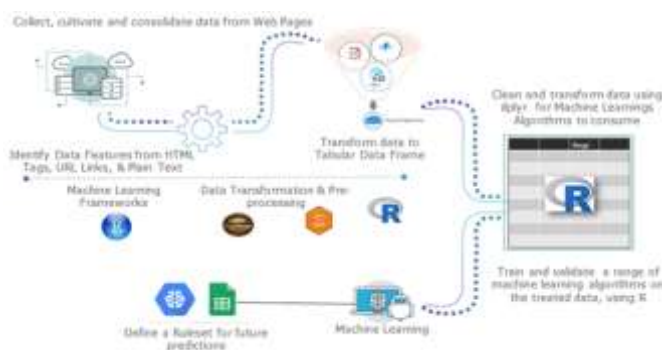 Collect, cultivate and consolidate data from Web Pages
Clean and transform data using
dplyr for Machine Learnings
Algorithms to consume
Transform data to
Tabular Data Frame
Identify Data Features from HTML
Tags, URL Links, & Plain Text
Machine Learning
Frameworks
Data Transformation & Pre-
processing
R
R
Train and validate a range of
machine learning algorithms on
the treated data, using R
Define a Ruleset for future
predictions
Machine Learning